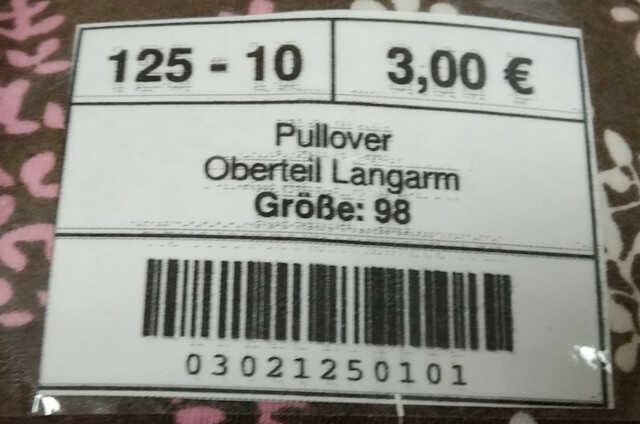 125 - 10
3,00 €
Pullover
Oberteil Langarm
Größe: 98
03021250101